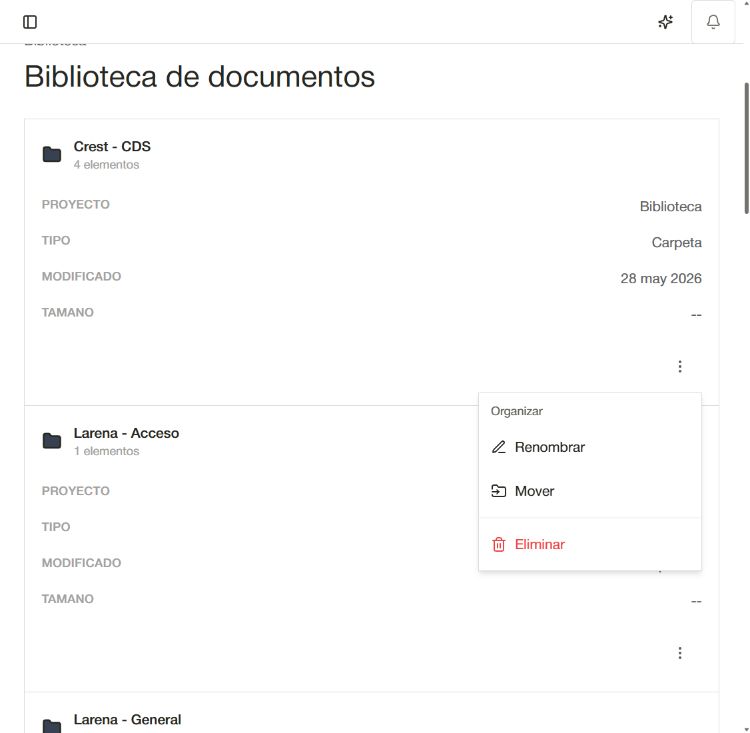 Biblioteca
Biblioteca de documentos
Crest - CDS
4 elementos
PROYECTO
Biblioteca
TIPO
Carpeta
MODIFICADO
28 may 2026
TAMANO
--
Organizar
Renombrar
Mover
Eliminar
Larena - Acceso
1 elementos
PROYECTO
TIPO
MODIFICADO
TAMANO
--
Larena - General